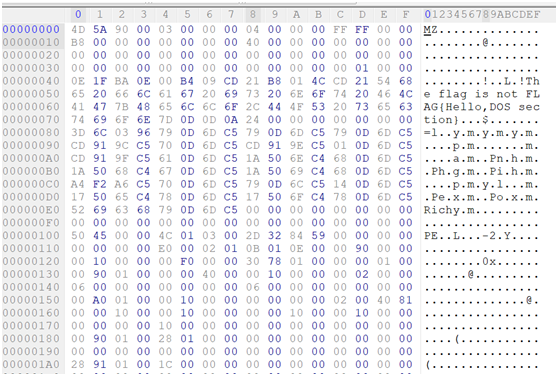 0 1 2 3 4 5 6 7 8 9 A B C D E F 0123456789ABCDEF
00000000 4D 5A 90 00 03 00 00 00 04 00 00 00 FF FF 00 00 MZ..............
00000010 B8 00 00 00 00 00 00 00 40 00 00 00 00 00 00 00 ........@.......
00000020 00 00 00 00 00 00 00 00 00 00 00 00 00 00 00 00 ................
00000030 00 00 00 00 00 00 00 00 00 00 00 00 00 01 00 00 ................
00000040 0E 1F BA 0E 00 B4 09 CD 21 B8 01 4C CD 21 54 68 ........!..L.!Th
00000050 65 20 66 6C 61 67 20 69 73 20 6E 6F 74 20 46 4C e flag is not FL
00000060 41 47 7B 48 65 6C 6C 6F 2C 44 4F 53 20 73 65 63 AG{Hello,DOS sec
00000070 74 69 6F 6E 7D 0D 0D 0A 24 00 00 00 00 00 00 00 tion}...$.......
00000080 3D 6C 03 96 79 0D 6C C5 79 0D 6C C5 79 0D 6C C5 =l..y.m.y.m.y.m.
00000090 CD 91 9C C5 70 0D 6D C5 CD 91 9E C5 01 0D 6D C5 ....p.m.......m.
000000A0 CD 91 9F C5 61 0D 6D C5 1A 50 6E C4 68 0D 6D C5 ....a.m..Pn.h.m.
000000B0 1A 50 68 C4 67 0D 6D C5 1A 50 69 C4 68 0D 6D C5 .Ph.g.m..Pi.h.m.
000000C0 A4 F2 A6 C5 70 0D 6D C5 79 0D 6C C5 14 0D 6D C5 ....p.m.y.l...m.
000000D0 17 50 65 C4 78 0D 6D C5 17 50 6F C4 78 0D 6D C5 .Pe.x.m..Po.x.m.
000000E0 52 69 63 68 79 0D 6D C5 00 00 00 00 00 00 00 00 Richy.m.........
000000F0 00 00 00 00 00 00 00 00 00 00 00 00 00 00 00 00 ................
00000100 50 45 00 00 4C 01 03 00 2D 32 84 59 00 00 00 00 PE..L...-2.Y....
00000110 00 00 00 00 E0 00 02 01 0B 01 0E 00 00 90 00 00 ................
00000120 00 10 00 00 00 F0 00 00 30 78 01 00 00 00 01 00 ........0x......
00000130 00 90 01 00 00 00 40 00 00 10 00 00 00 02 00 00 ......@.........
00000140 06 00 00 00 00 00 00 00 06 00 00 00 00 00 00 00 ................
00000150 00 A0 01 00 00 10 00 00 00 00 00 00 02 00 40 81 ..............@.
00000160 00 00 10 00 00 10 00 00 00 00 10 00 00 10 00 00 ................
00000170 00 00 00 00 10 00 00 00 00 00 00 00 00 00 00 00 ................
00000180 00 90 01 00 28 01 00 00 00 00 00 00 00 00 00 00 ....(...........
00000190 00 00 00 00 00 00 00 00 00 00 00 00 00 00 00 00 ................
000001A0 28 91 01 00 1C 00 00 00 00 00 00 00 00 00 00 00 (...............